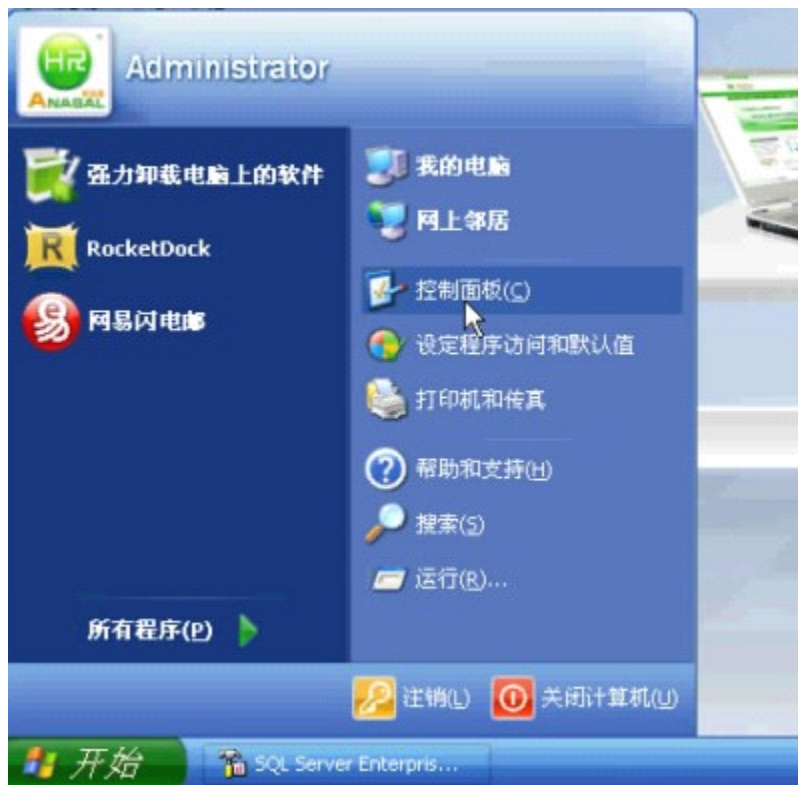 HR
ANABAL
Administrator
强力卸载电脑上的软件
RocketDock
网易闪电邮
所有程序(P)
我的电脑
网上邻居
控制面板(C)
设定程序访问和默认值
打印机和传真
帮助和支持(H)
搜索(S)
运行(R)...
注销(L)
关闭计算机(U)
开始
SQL Server Enterpris...